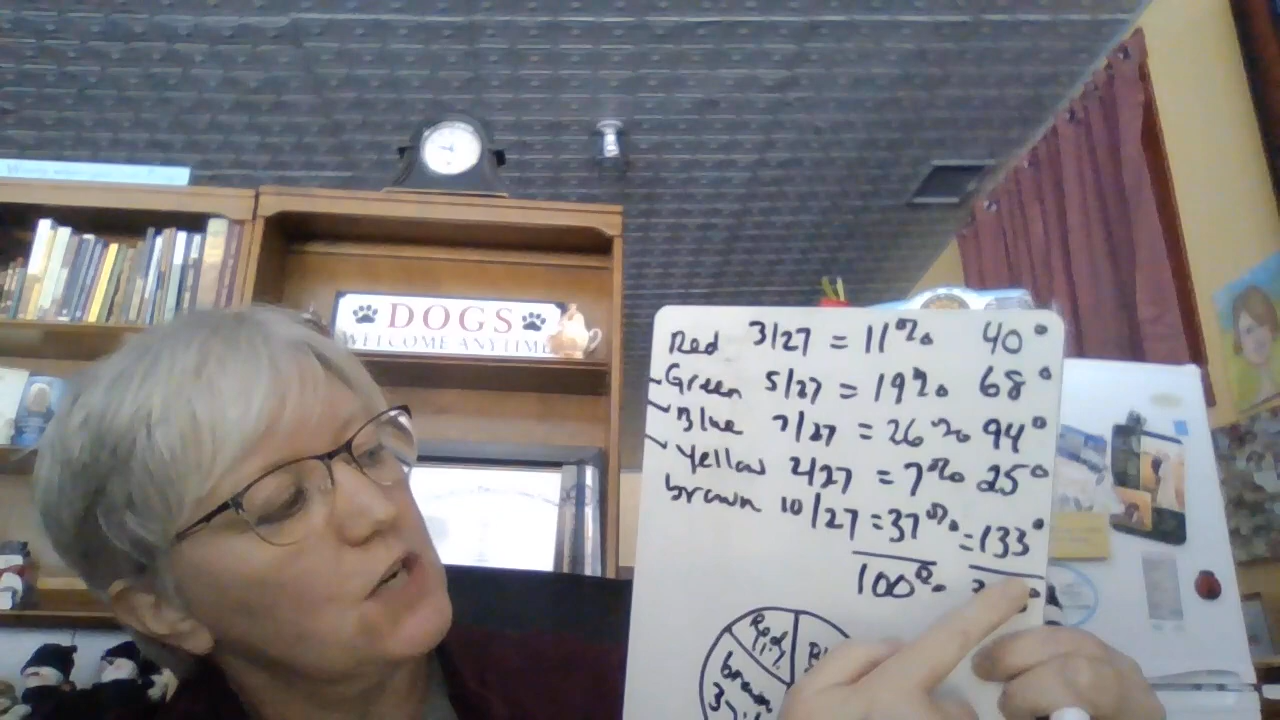 DOGS
WELCOME ANYTIME
Red 3/27 = 11% 40°
Green 5/27 = 19% 68°
Blue 7/27 = 26% 94°
Yellow 2/27 = 7% 25°
brown 10/27 = 37% = 133°
100%
Red
brown